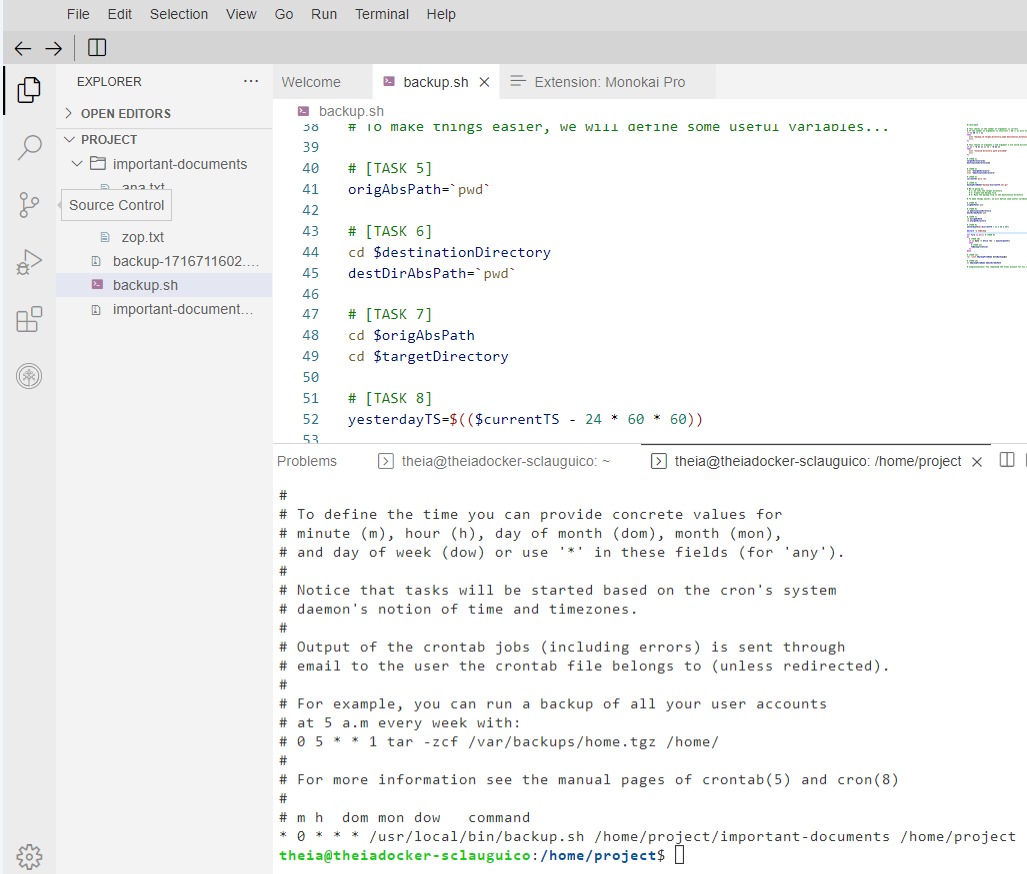 File Edit Selection View Go Run Terminal Help
EXPLORER ...
OPEN EDITORS
PROJECT
important-documents
ana.txt
Source Control
zop.txt
backup-1716711602....
backup.sh
important-document...
Welcome backup.sh Extension: Monokai Pro
backup.sh
38 # To make things easier, we will define some useful variables...
39
40 # [TASK 5]
41 origAbsPath=`pwd`
42
43 # [TASK 6]
44 cd $destinationDirectory
45 destDirAbsPath=`pwd`
46
47 # [TASK 7]
48 cd $origAbsPath
49 cd $targetDirectory
50
51 # [TASK 8]
52 yesterdayTS=$(($currentTS - 24 * 60 * 60))
53
Problems theia@theiadocker-sclauguico: ~ theia@theiadocker-sclauguico: /home/project
#
# To define the time you can provide concrete values for
# minute (m), hour (h), day of month (dom), month (mon),
# and day of week (dow) or use '*' in these fields (for 'any').
#
# Notice that tasks will be started based on the cron's system
# daemon's notion of time and timezones.
#
# Output of the crontab jobs (including errors) is sent through
# email to the user the crontab file belongs to (unless redirected).
#
# For example, you can run a backup of all your user accounts
# at 5 a.m every week with:
# 0 5 * * 1 tar -zcf /var/backups/home.tgz /home/
#
# For more information see the manual pages of crontab(5) and cron(8)
#
# m h  dom mon dow   command
* 0 * * * /usr/local/bin/backup.sh /home/project/important-documents /home/project
theia@theiadocker-sclauguico:/home/project$